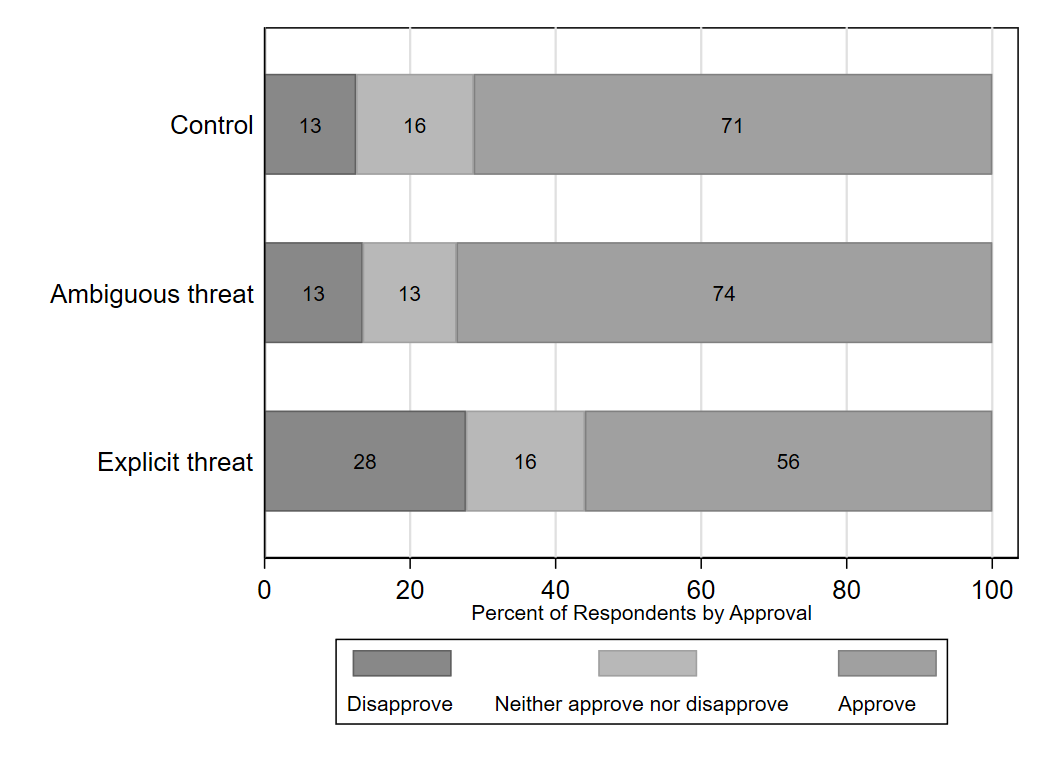 Control 13 16 71
Ambiguous threat 13 13 74
Explicit threat 28 16 56
0 20 40 60 80 100
Percent of Respondents by Approval
Disapprove Neither approve nor disapprove Approve